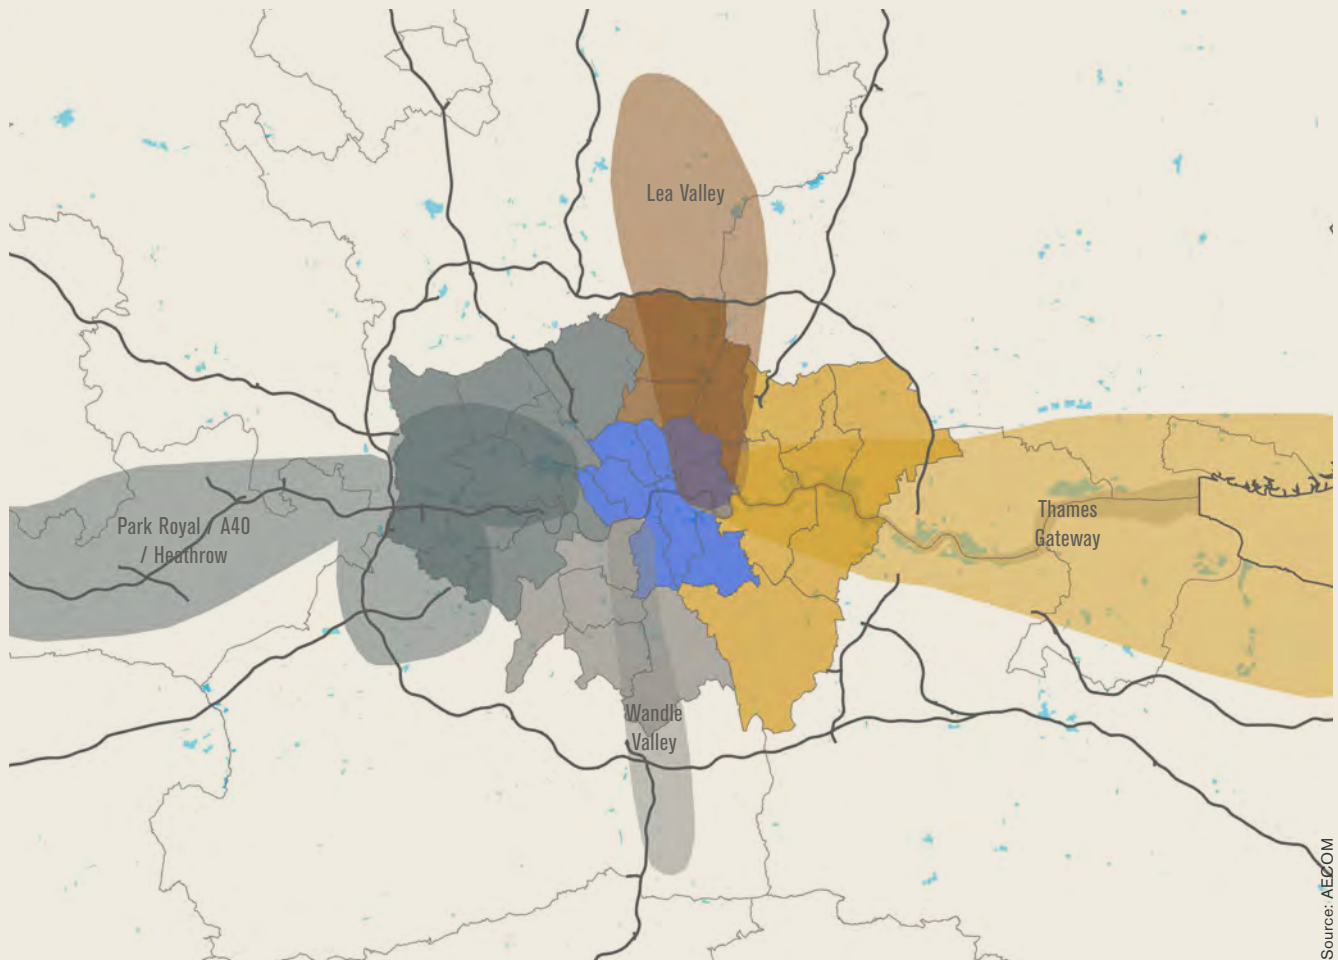 Lea Valley
Park Royal / A40
/ Heathrow
Thames
Gateway
Wandle
Valley
Source: AECOM